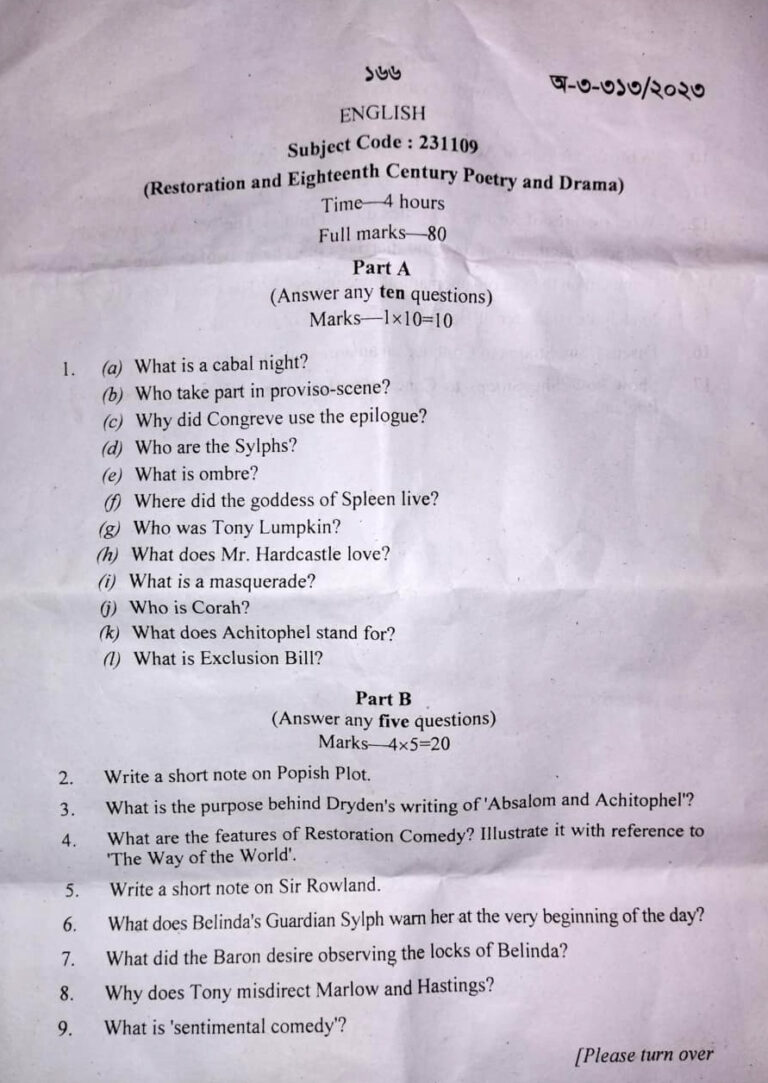 ১৬৬
অ-৩-৩১৩/২০২৩
ENGLISH
Subject Code : 231109
(Restoration and Eighteenth Century Poetry and Drama)
Time—4 hours
Full marks—80
Part A
(Answer any ten questions)
Marks—1×10=10
1. (a) What is a cabal night?
(b) Who take part in proviso-scene?
(c) Why did Congreve use the epilogue?
(d) Who are the Sylphs?
(e) What is ombre?
(f) Where did the goddess of Spleen live?
(g) Who was Tony Lumpkin?
(h) What does Mr. Hardcastle love?
(i) What is a masquerade?
(j) Who is Corah?
(k) What does Achitophel stand for?
(l) What is Exclusion Bill?
Part B
(Answer any five questions)
Marks—4×5=20
2. Write a short note on Popish Plot.
3. What is the purpose behind Dryden's writing of 'Absalom and Achitophel'?
4. What are the features of Restoration Comedy? Illustrate it with reference to
'The Way of the World'.
5. Write a short note on Sir Rowland.
6. What does Belinda's Guardian Sylph warn her at the very beginning of the day?
7. What did the Baron desire observing the locks of Belinda?
8. Why does Tony misdirect Marlow and Hastings?
9. What is 'sentimental comedy'?
[Please turn over